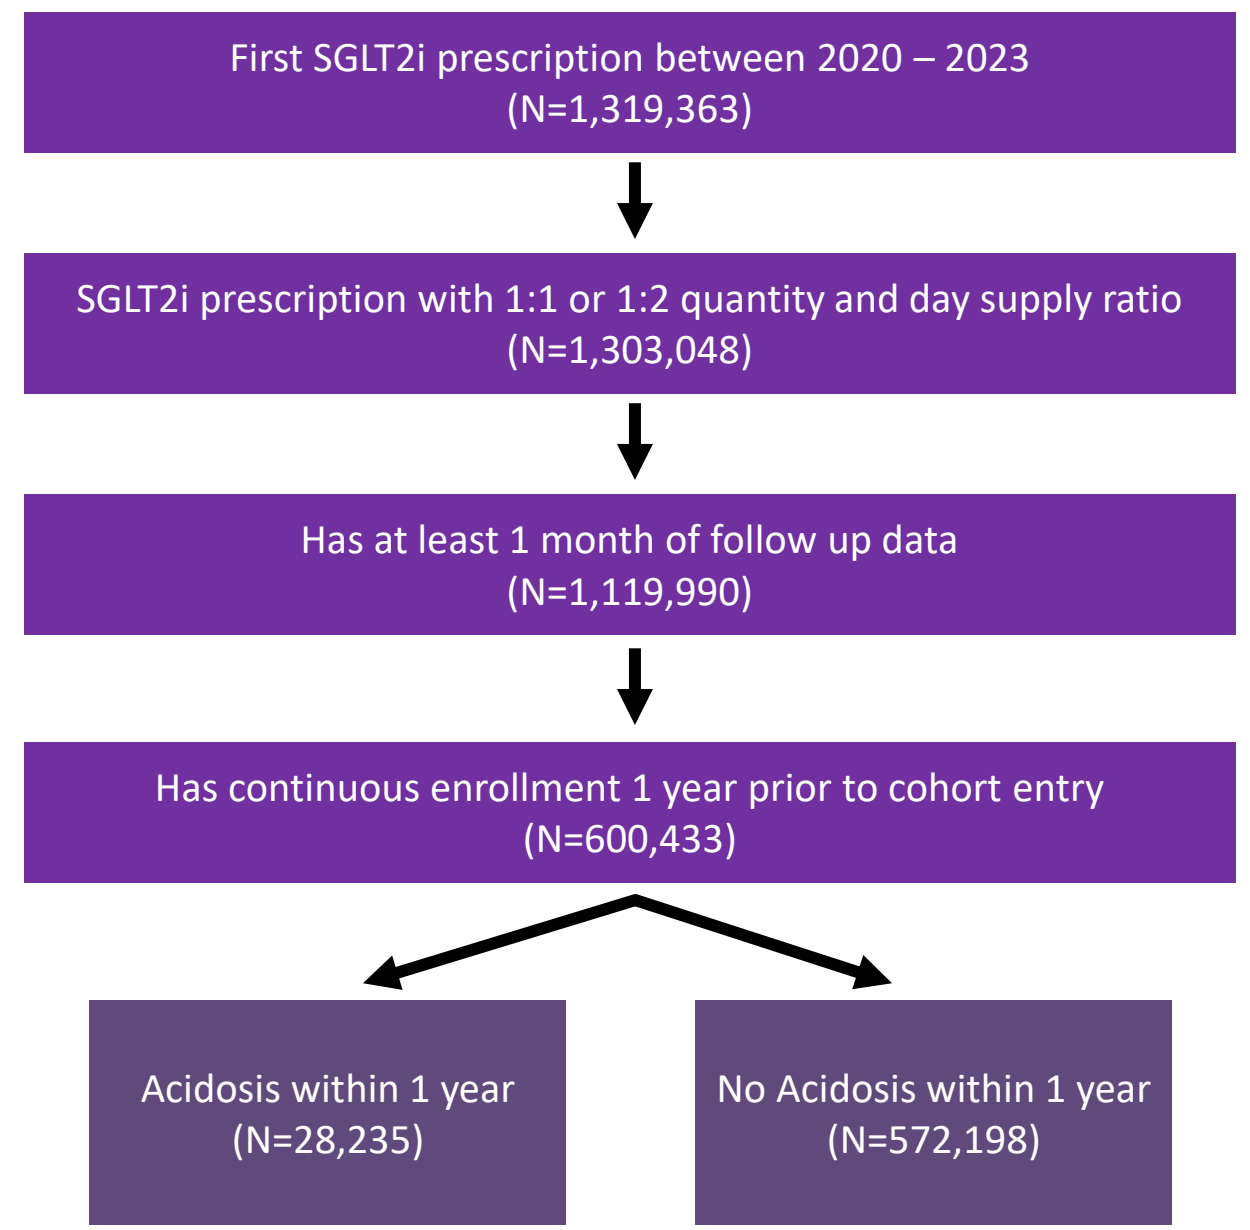 First SGLT2i prescription between 2020 – 2023
(N=1,319,363)
SGLT2i prescription with 1:1 or 1:2 quantity and day supply ratio
(N=1,303,048)
Has at least 1 month of follow up data
(N=1,119,990)
Has continuous enrollment 1 year prior to cohort entry
(N=600,433)
Acidosis within 1 year
(N=28,235)
No Acidosis within 1 year
(N=572,198)